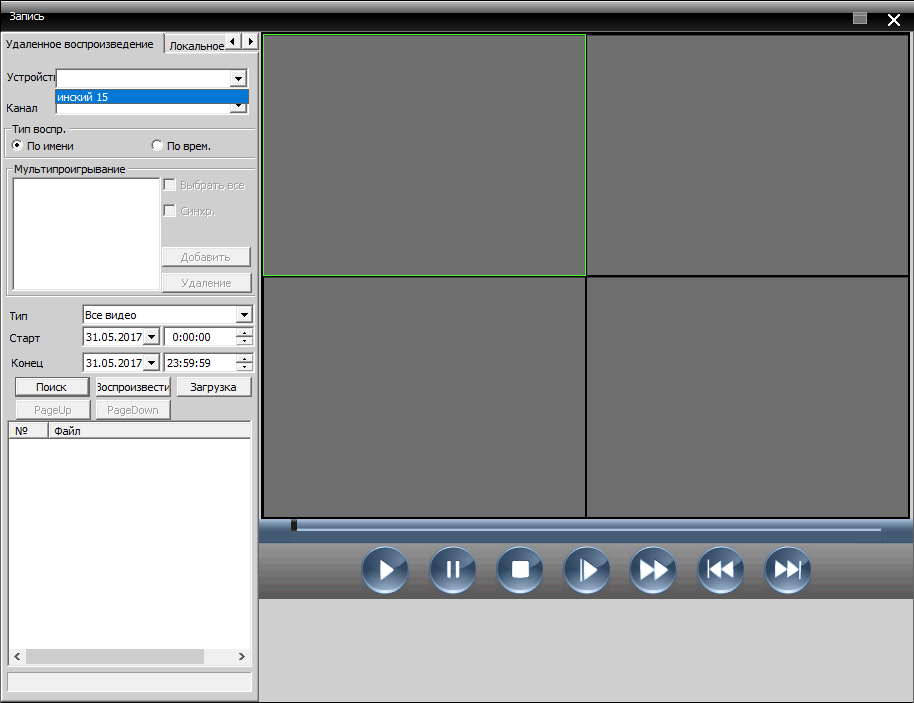 Запись
Удаленное воспроизведение Локальное
Устройст
инский 15
Канал
Тип воспр.
По имени По врем.
Мультипроигрывание
Выбрать все
Синхр.
Добавить
Удаление
Тип Все видео
Старт 31.05.2017 0:00:00
Конец 31.05.2017 23:59:59
Поиск Воспроизвести Загрузка
PageUp PageDown
№ Файл